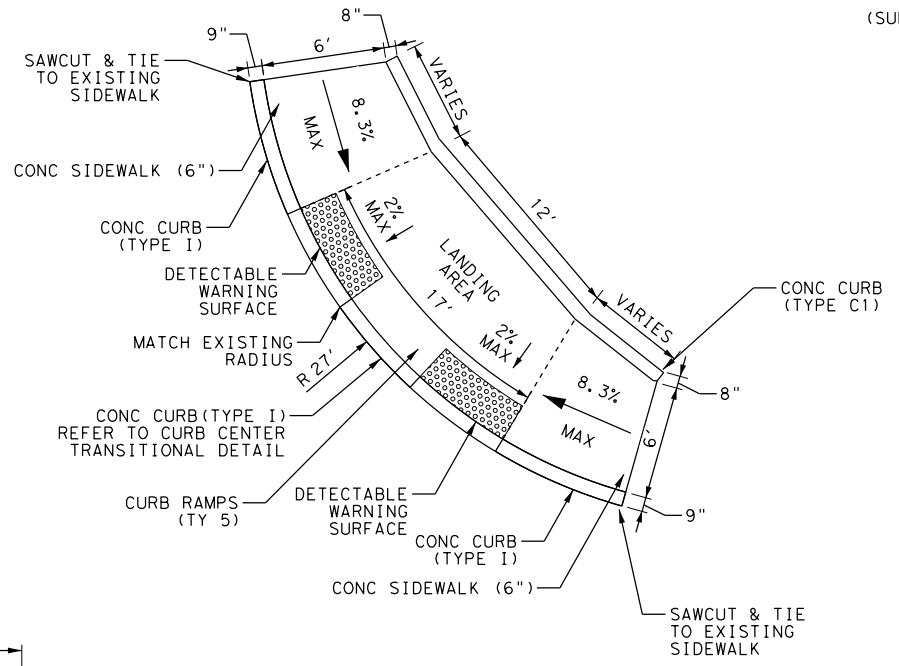 (SU
8"
9"
6'
SAWCUT & TIE
TO EXISTING
SIDEWALK
VARIES
8.3%
MAX
CONC SIDEWALK (6")
12'
2%
MAX
CONC CURB
(TYPE I)
LANDING
AREA
17'
DETECTABLE
WARNING
SURFACE
CONC CURB
(TYPE C1)
VARIES
MATCH EXISTING
RADIUS
2%
MAX
R 27'
8.3%
MAX
8"
6'
CONC CURB(TYPE I)
REFER TO CURB CENTER
TRANSITIONAL DETAIL
CURB RAMPS
(TY 5)
DETECTABLE
WARNING
SURFACE
9"
CONC CURB
(TYPE I)
CONC SIDEWALK (6")
SAWCUT & TIE
TO EXISTING
SIDEWALK